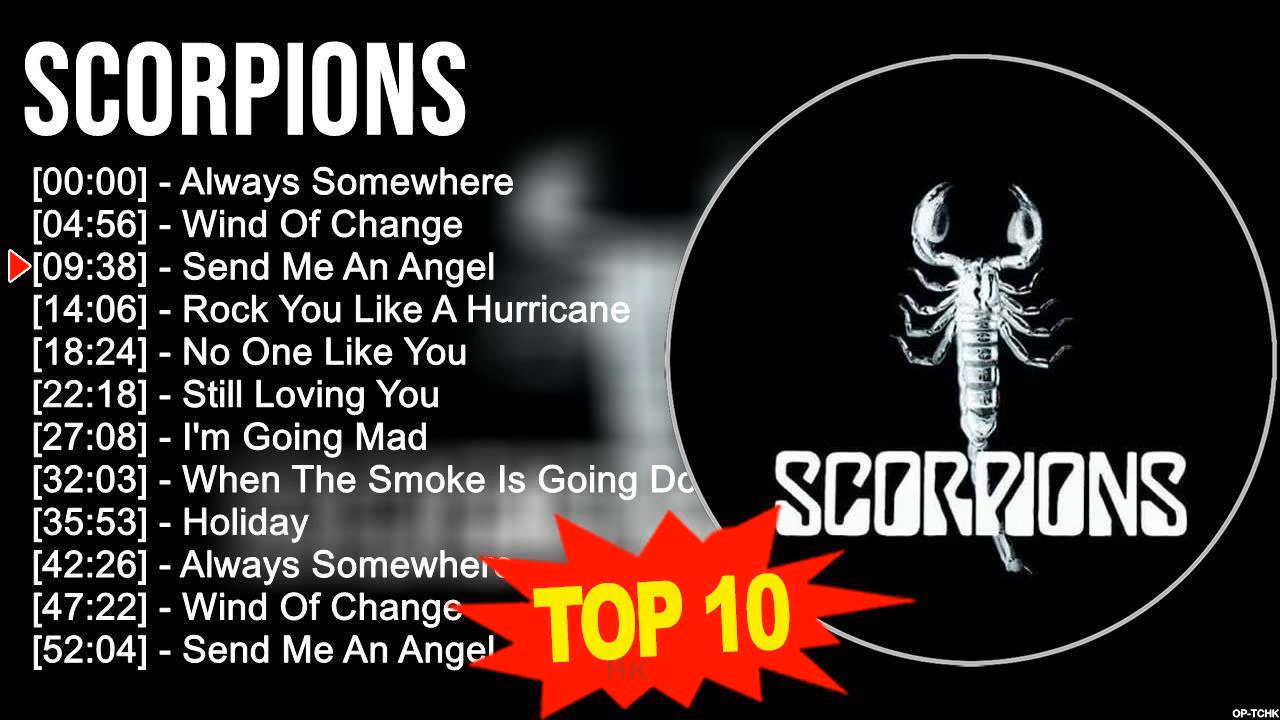 SCORPIONS
[00:00] - Always Somewhere
[04:56] - Wind Of Change
[09:38] - Send Me An Angel
[14:06] - Rock You Like A Hurricane
[18:24] - No One Like You
[22:18] - Still Loving You
[27:08] - I'm Going Mad
[32:03] - When The Smoke Is Going Do
[35:53] - Holiday
[42:26] - Always Somewhere
[47:22] - Wind Of Change
[52:04] - Send Me An Angel
SCORPIONS
TOP 10
HK
OP-TCHK